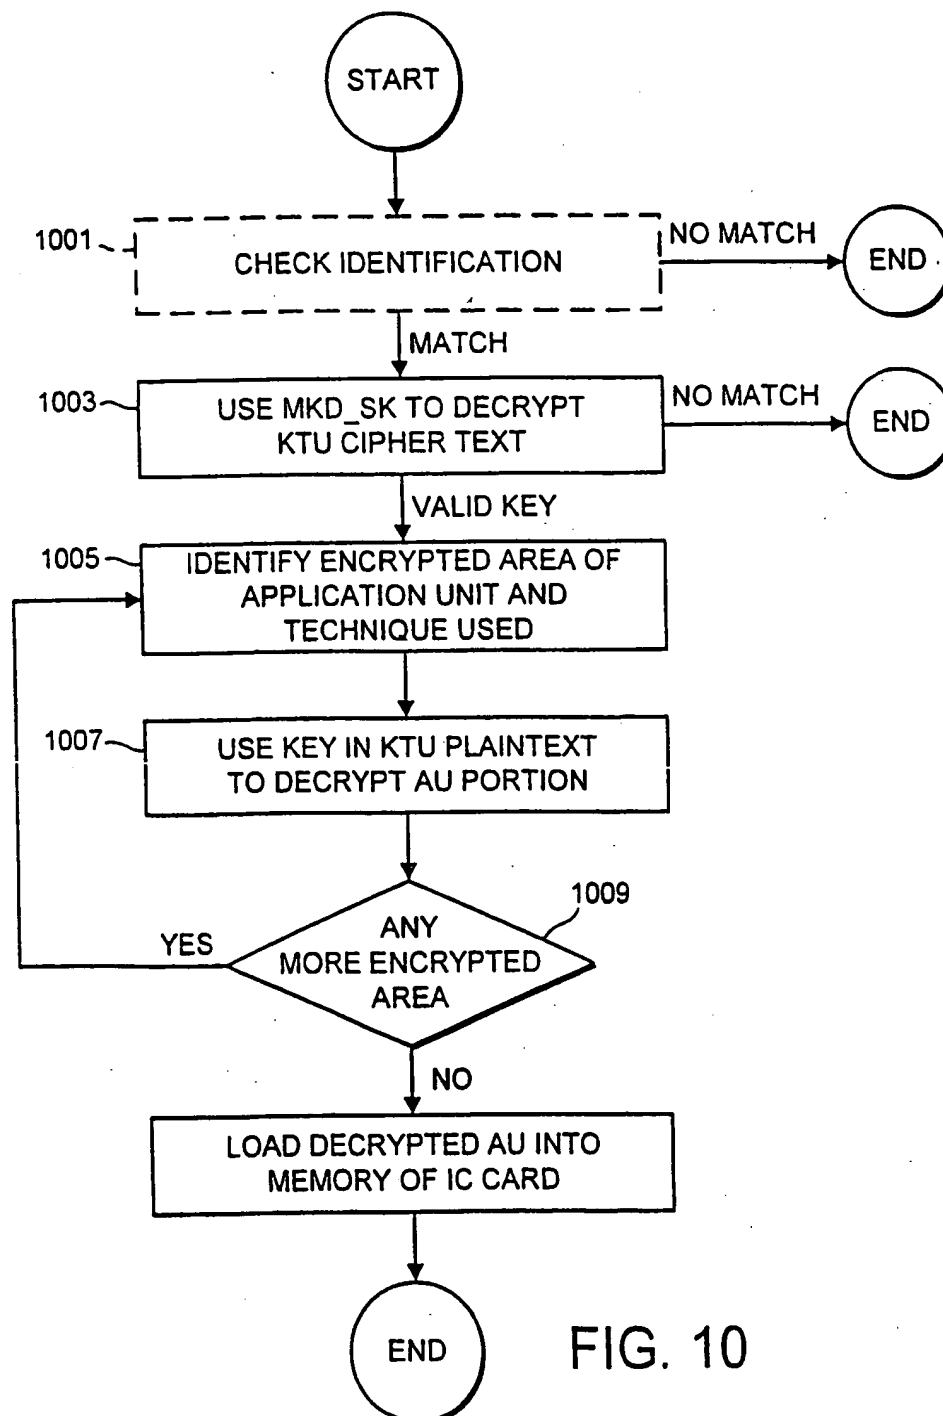 START
1001
CHECK IDENTIFICATION
NO MATCH
END
MATCH
1003
USE MKD_SK TO DECRYPT
KTU CIPHER TEXT
NO MATCH
END
VALID KEY
1005
IDENTIFY ENCRYPTED AREA OF
APPLICATION UNIT AND
TECHNIQUE USED
1007
USE KEY IN KTU PLAINTEXT
TO DECRYPT AU PORTION
1009
ANY
MORE ENCRYPTED
AREA
YES
NO
LOAD DECRYPTED AU INTO
MEMORY OF IC CARD
END
FIG. 10